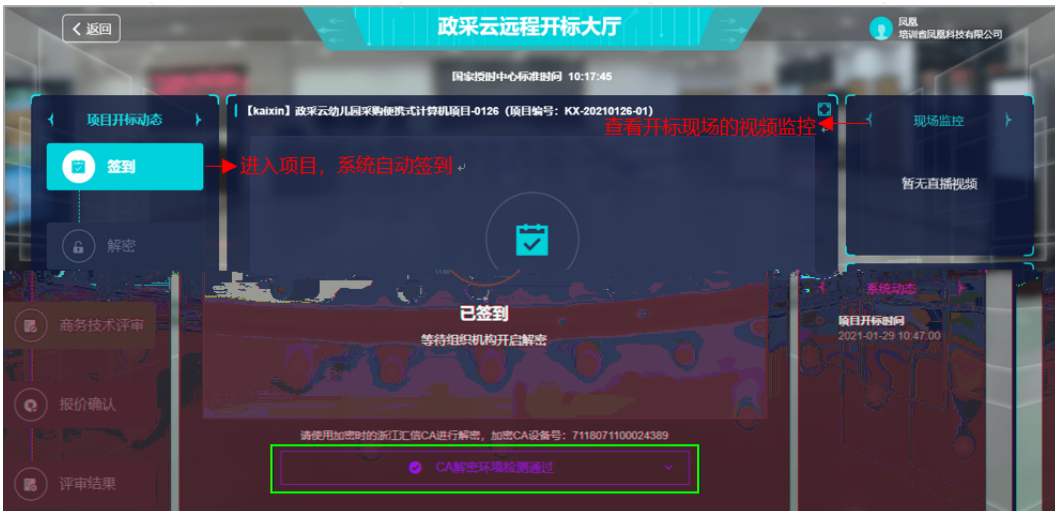 返回
政采云远程开标大厅
凤凰
培训省凤凰科技有限公司
国家授时中心标准时间 10:17:45
项目开标动态
【kaixin】政采云幼儿园采购便携式计算机项目-0126（项目编号：KX-20210126-01）
查看开标现场的视频监控
现场监控
签到
进入项目，系统自动签到
暂无直播视频
解密
系统动态
已签到
项目开标时间
商务技术评审
等待组织机构开启解密
2021-01-29 10:47:00
报价确认
请使用加密时的浙江汇信CA进行解密，加密CA设备号：7118071100024389
CA解密环境检测通过
评审结果